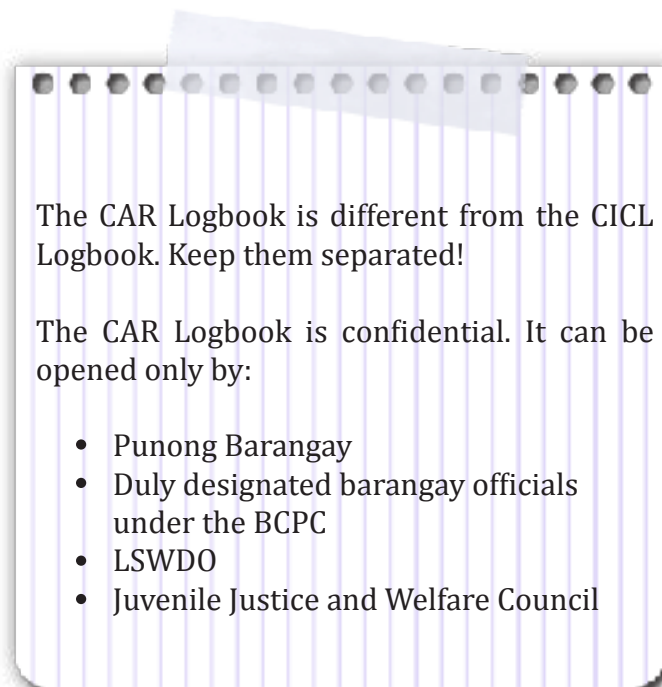 The CAR Logbook is different from the CICL
Logbook. Keep them separated!
The CAR Logbook is confidential. It can be
opened only by:
• Punong Barangay
• Duly designated barangay officials
under the BCPC
• LSWDO
• Juvenile Justice and Welfare Council